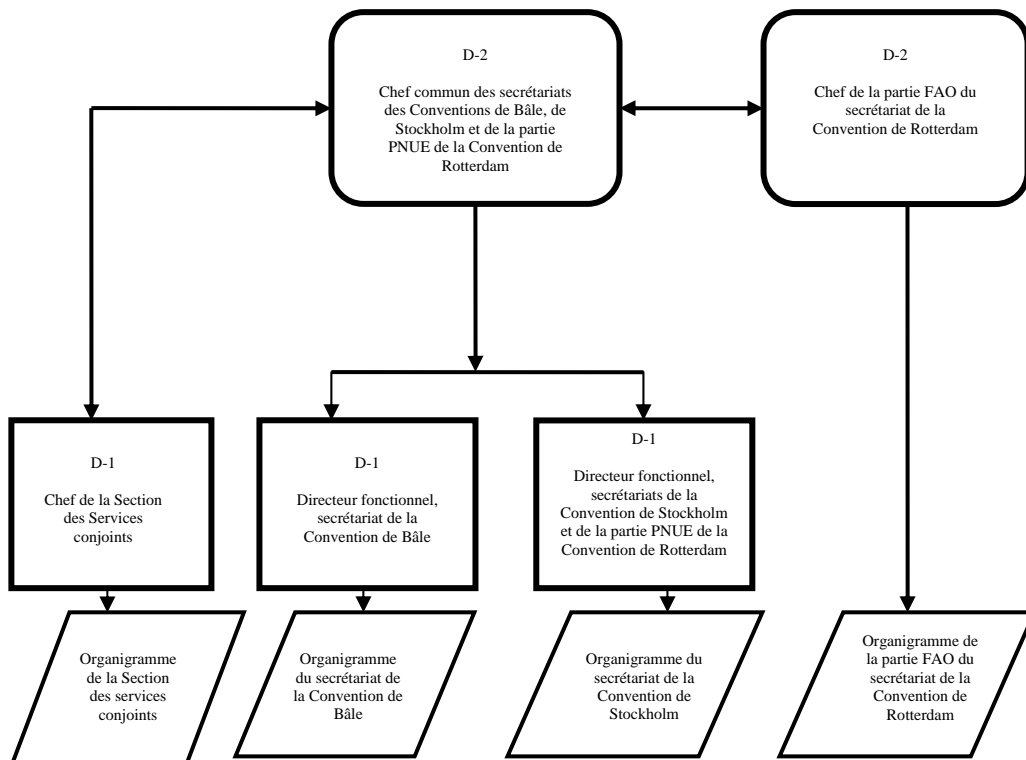 D-2
Chef commun des secrétariats
des Conventions de Bâle, de
Stockholm et de la partie
PNUE de la Convention de
Rotterdam
D-2
Chef de la partie FAO du
secrétariat de la
Convention de Rotterdam
D-1
Chef de la Section
des Services
conjoints
D-1
Directeur fonctionnel,
secrétariat de la
Convention de Bâle
D-1
Directeur fonctionnel,
secrétariats de la
Convention de Stockholm
et de la partie PNUE de la
Convention de Rotterdam
Organigramme
de la Section
des services
conjoints
Organigramme
du secrétariat de
la Convention de
Bâle
Organigramme du
secrétariat de la
Convention de
Stockholm
Organigramme de
la partie FAO du
secrétariat de la
Convention de
Rotterdam